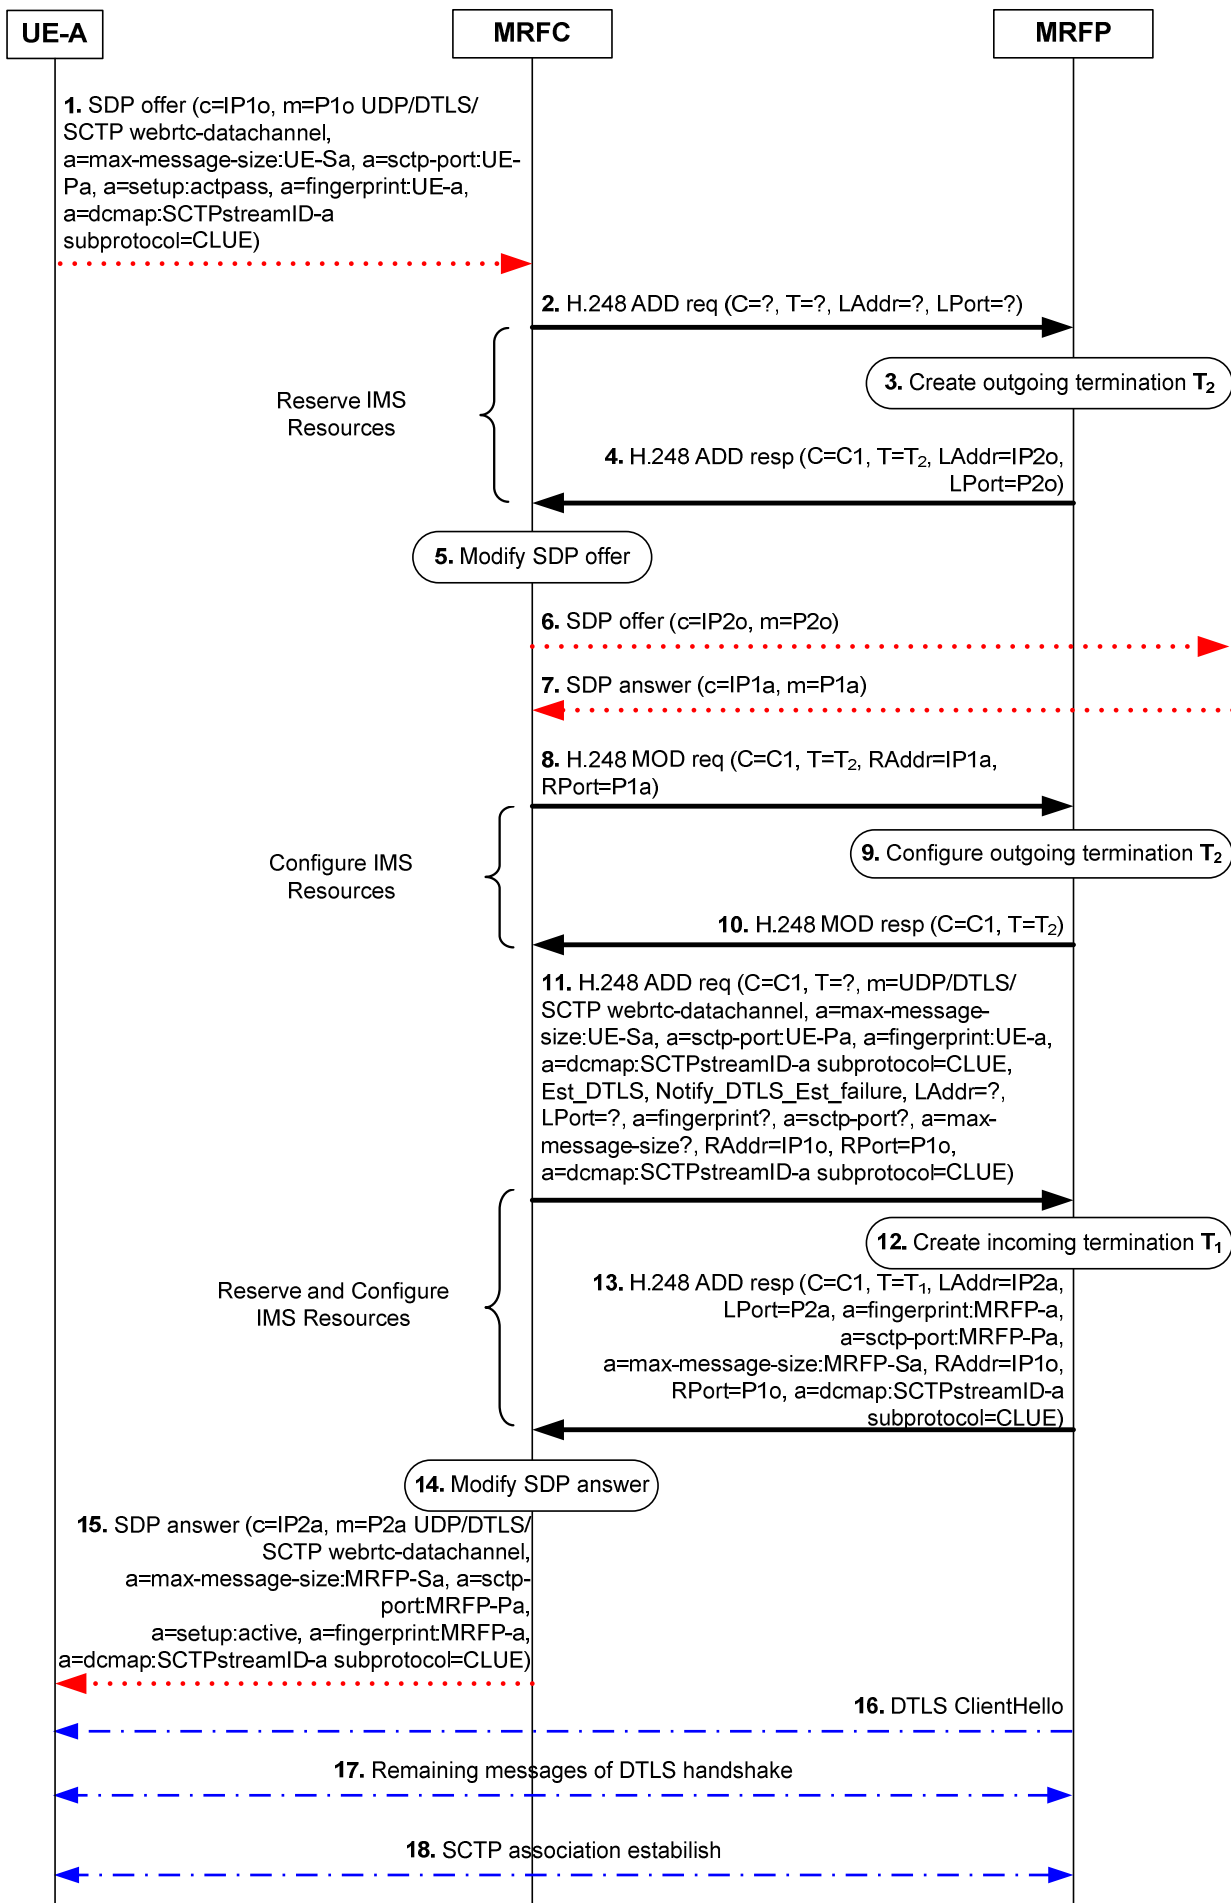 UE-A
MRFC
MRFP
1. SDP offer (c=IP1o, m=P1o UDP/DTLS/
SCTP webrtc-datachannel,
a=max-message-size:UE-Sa, a=sctp-port:UE-
Pa, a=setup:actpass, a=fingerprint:UE-a,
a=dcmap:SCTPstreamID-a
subprotocol=CLUE)
2. H.248 ADD req (C=?, T=?, LAddr=?, LPort=?)
3. Create outgoing termination T2
Reserve IMS
Resources
4. H.248 ADD resp (C=C1, T=T2, LAddr=IP2o,
LPort=P2o)
5. Modify SDP offer
6. SDP offer (c=IP2o, m=P2o)
7. SDP answer (c=IP1a, m=P1a)
8. H.248 MOD req (C=C1, T=T2, RAddr=IP1a,
RPort=P1a)
9. Configure outgoing termination T2
Configure IMS
Resources
10. H.248 MOD resp (C=C1, T=T2)
11. H.248 ADD req (C=C1, T=?, m=UDP/DTLS/
SCTP webrtc-datachannel, a=max-message-
size:UE-Sa, a=sctp-port:UE-Pa, a=fingerprint:UE-a,
a=dcmap:SCTPstreamID-a subprotocol=CLUE,
Est_DTLS, Notify_DTLS_Est_failure, LAddr=?,
LPort=?, a=fingerprint?, a=sctp-port?, a=max-
message-size?, RAddr=IP1o, RPort=P1o,
a=dcmap:SCTPstreamID-a subprotocol=CLUE)
12. Create incoming termination T1
Reserve and Configure
IMS Resources
13. H.248 ADD resp (C=C1, T=T1, LAddr=IP2a,
LPort=P2a, a=fingerprint:MRFP-a,
a=sctp-port:MRFP-Pa,
a=max-message-size:MRFP-Sa, RAddr=IP1o,
RPort=P1o, a=dcmap:SCTPstreamID-a
subprotocol=CLUE)
14. Modify SDP answer
15. SDP answer (c=IP2a, m=P2a UDP/DTLS/
SCTP webrtc-datachannel,
a=max-message-size:MRFP-Sa, a=sctp-
port:MRFP-Pa,
a=setup:active, a=fingerprint:MRFP-a,
a=dcmap:SCTPstreamID-a subprotocol=CLUE)
16. DTLS ClientHello
17. Remaining messages of DTLS handshake
18. SCTP association estabilish